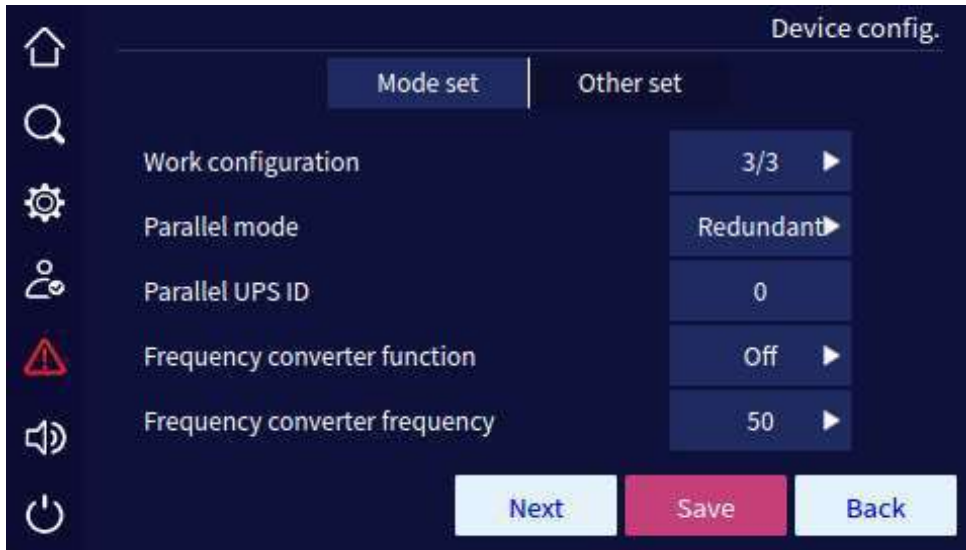 Device config.
Mode set Other set
Work configuration 3/3
Parallel mode Redundant
Parallel UPS ID 0
Frequency converter function Off
Frequency converter frequency 50
Next Save Back